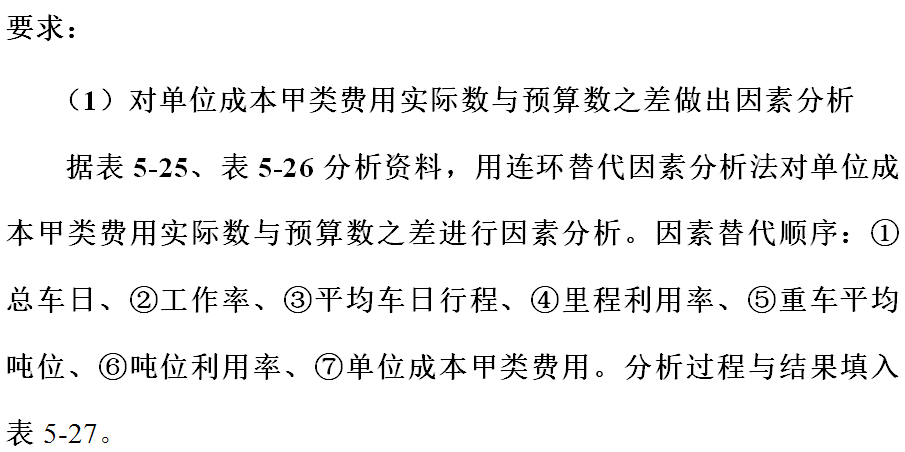 要求：
（1）对单位成本甲类费用实际数与预算数之差做出因素分析
据表 5-25、表 5-26 分析资料，用连环替代因素分析法对单位成
本甲类费用实际数与预算数之差进行因素分析。因素替代顺序：①
总车日、②工作率、③平均车日行程、④里程利用率、⑤重车平均
吨位、⑥吨位利用率、⑦单位成本甲类费用。分析过程与结果填入
表 5-27。